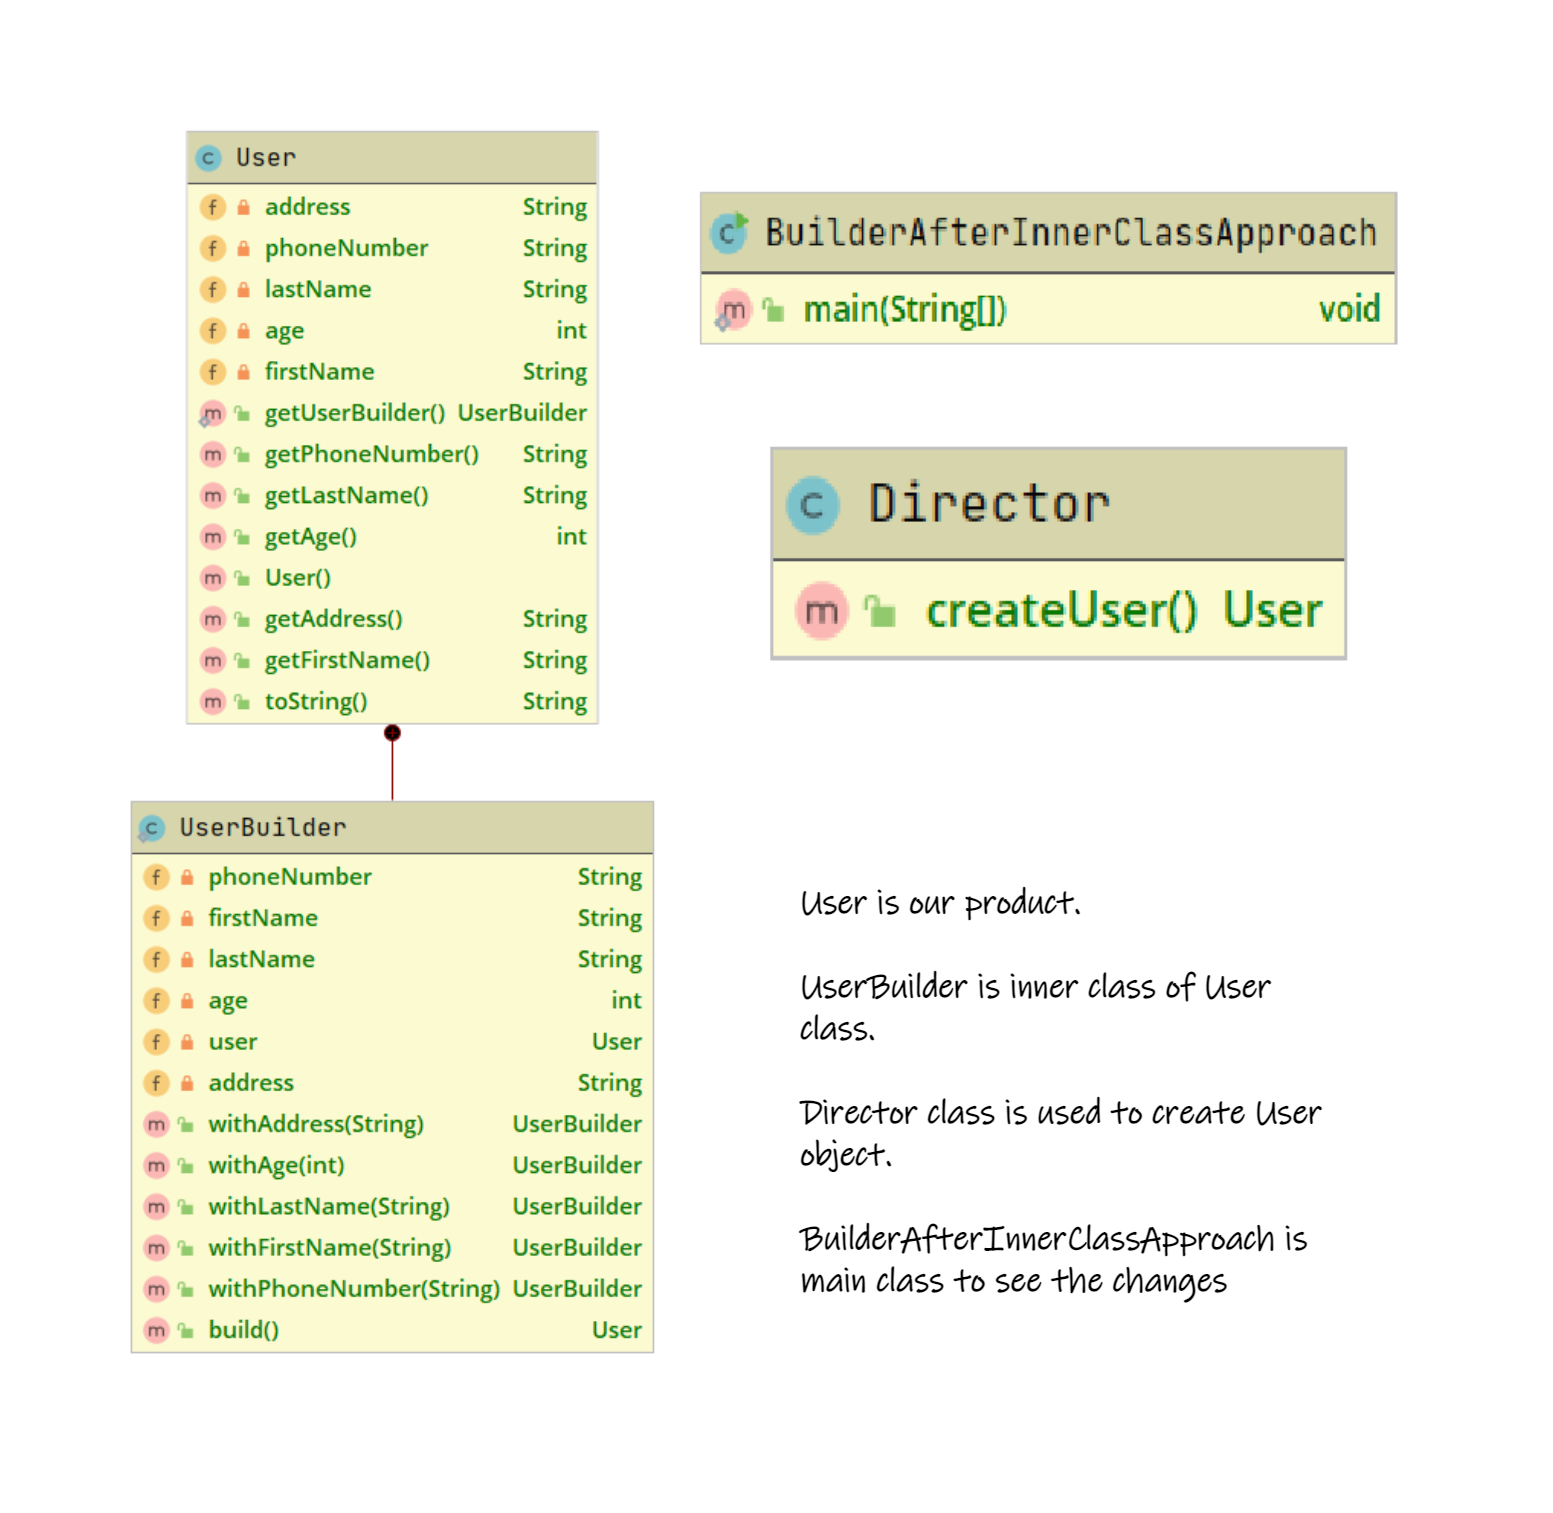 User
address String
phoneNumber String
lastName String
age int
firstName String
getUserBuilder() UserBuilder
getPhoneNumber() String
getLastName() String
getAge() int
User()
getAddress() String
getFirstName() String
toString() String
UserBuilder
phoneNumber String
firstName String
lastName String
age int
user User
address String
withAddress(String) UserBuilder
withAge(int) UserBuilder
withLastName(String) UserBuilder
withFirstName(String) UserBuilder
withPhoneNumber(String) UserBuilder
build() User
BuilderAfterInnerClassApproach
main(String[]) void
Director
createUser() User
User is our product.
UserBuilder is inner class of User
class.
Director class is used to create User
object.
BuilderAfterInnerClassApproach is
main class to see the changes